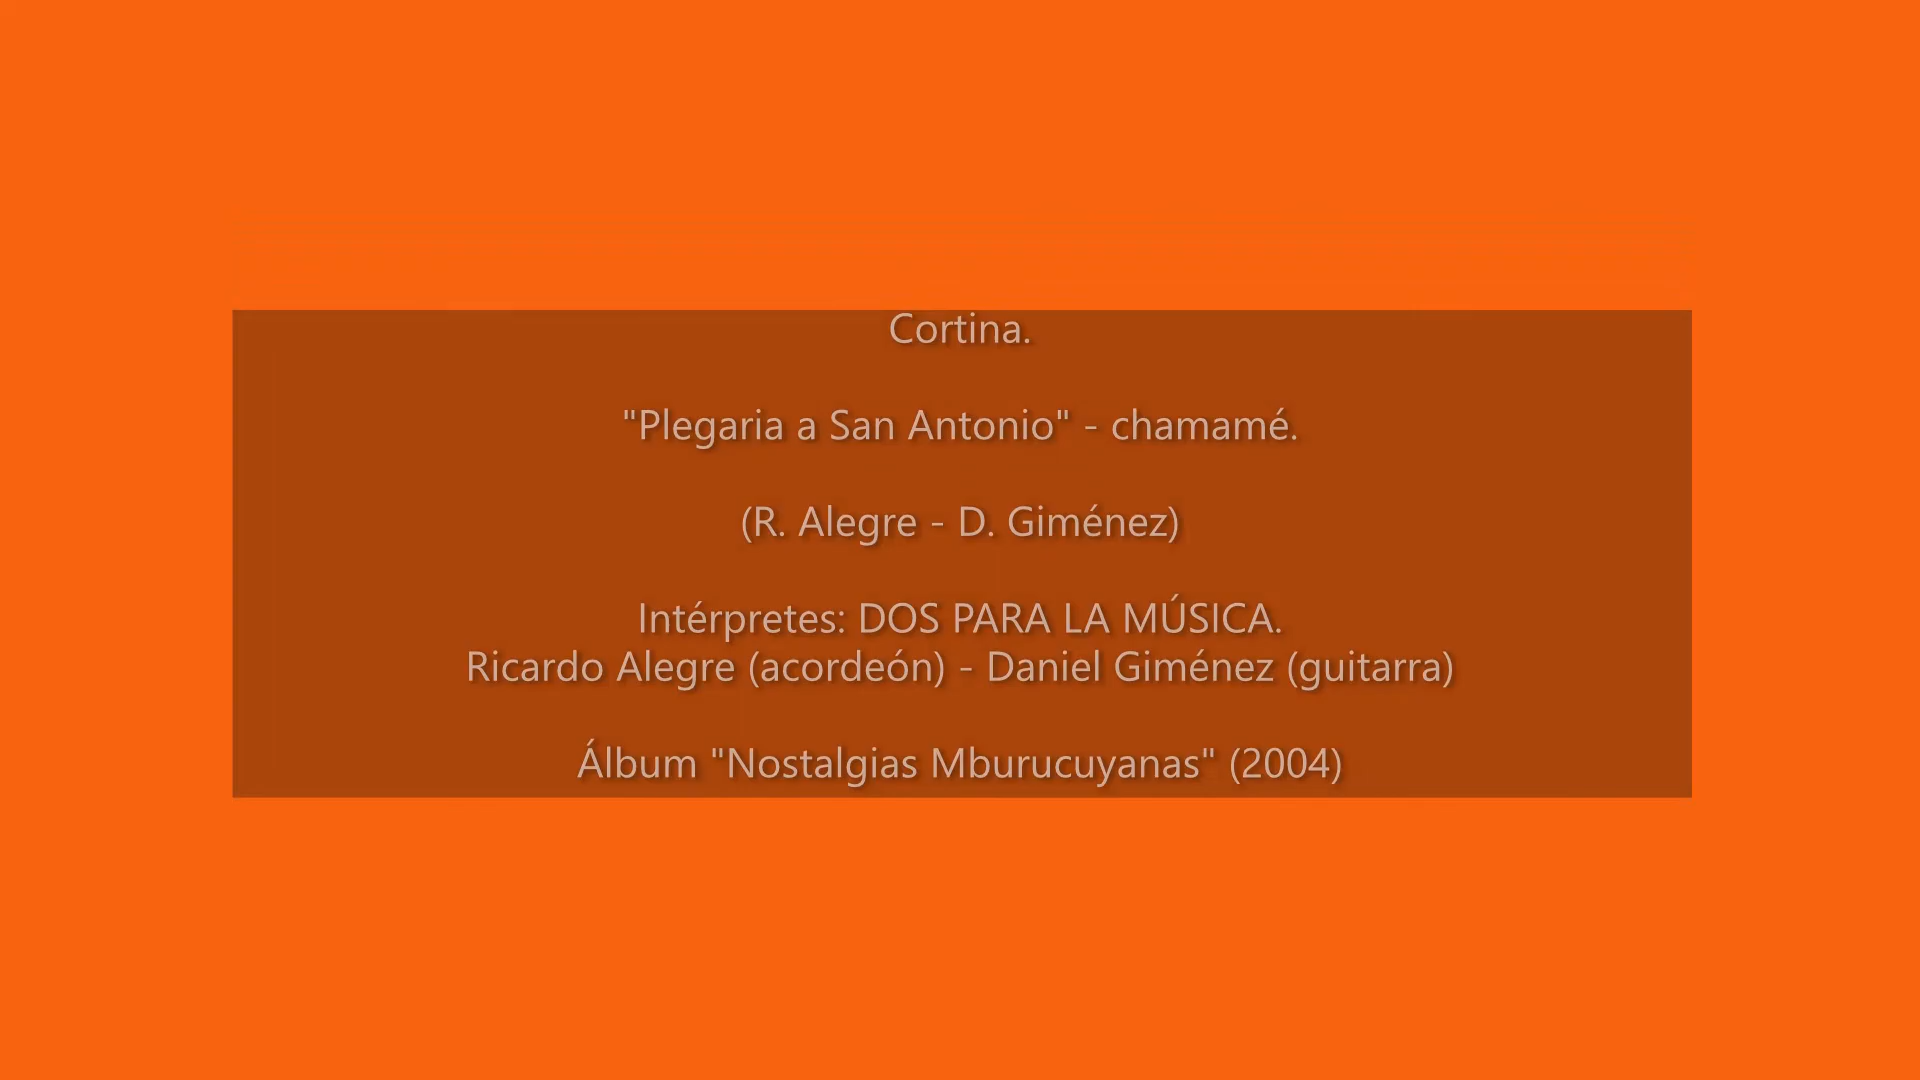 Cortina.
"Plegaria a San Antonio" - chamamé.
(R. Alegre - D. Giménez)
Intérpretes: DOS PARA LA MÚSICA.
Ricardo Alegre (acordeón) - Daniel Giménez (guitarra)
Álbum "Nostalgias Mburucuyanas" (2004)